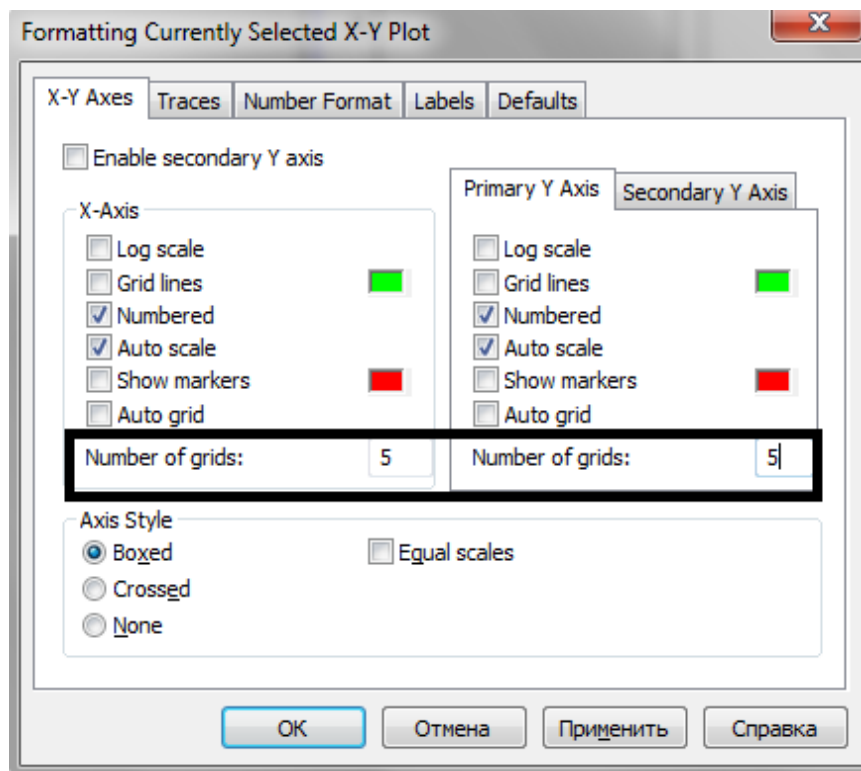 Formatting Currently Selected X-Y Plot
X-Y Axes Traces Number Format Labels Defaults
Enable secondary Y axis
Primary Y Axis Secondary Y Axis
X-Axis
Log scale Log scale
Grid lines Grid lines
Numbered Numbered
Auto scale Auto scale
Show markers Show markers
Auto grid Auto grid
Number of grids: 5 Number of grids: 5
Axis Style
Boxed Equal scales
Crossed
None
OK Отмена Применить Справка